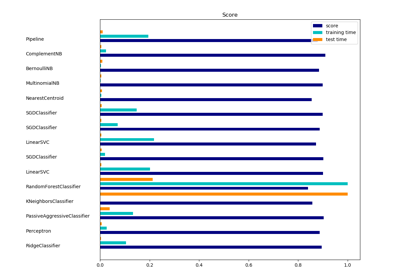 Score
score
training time
test time
Pipeline
ComplementNB
BernoulliNB
MultinomialNB
NearestCentroid
SGDClassifier
SGDClassifier
LinearSVC
SGDClassifier
LinearSVC
RandomForestClassifier
KNeighborsClassifier
PassiveAggressiveClassifier
Perceptron
RidgeClassifier
0.0 0.2 0.4 0.6 0.8 1.0